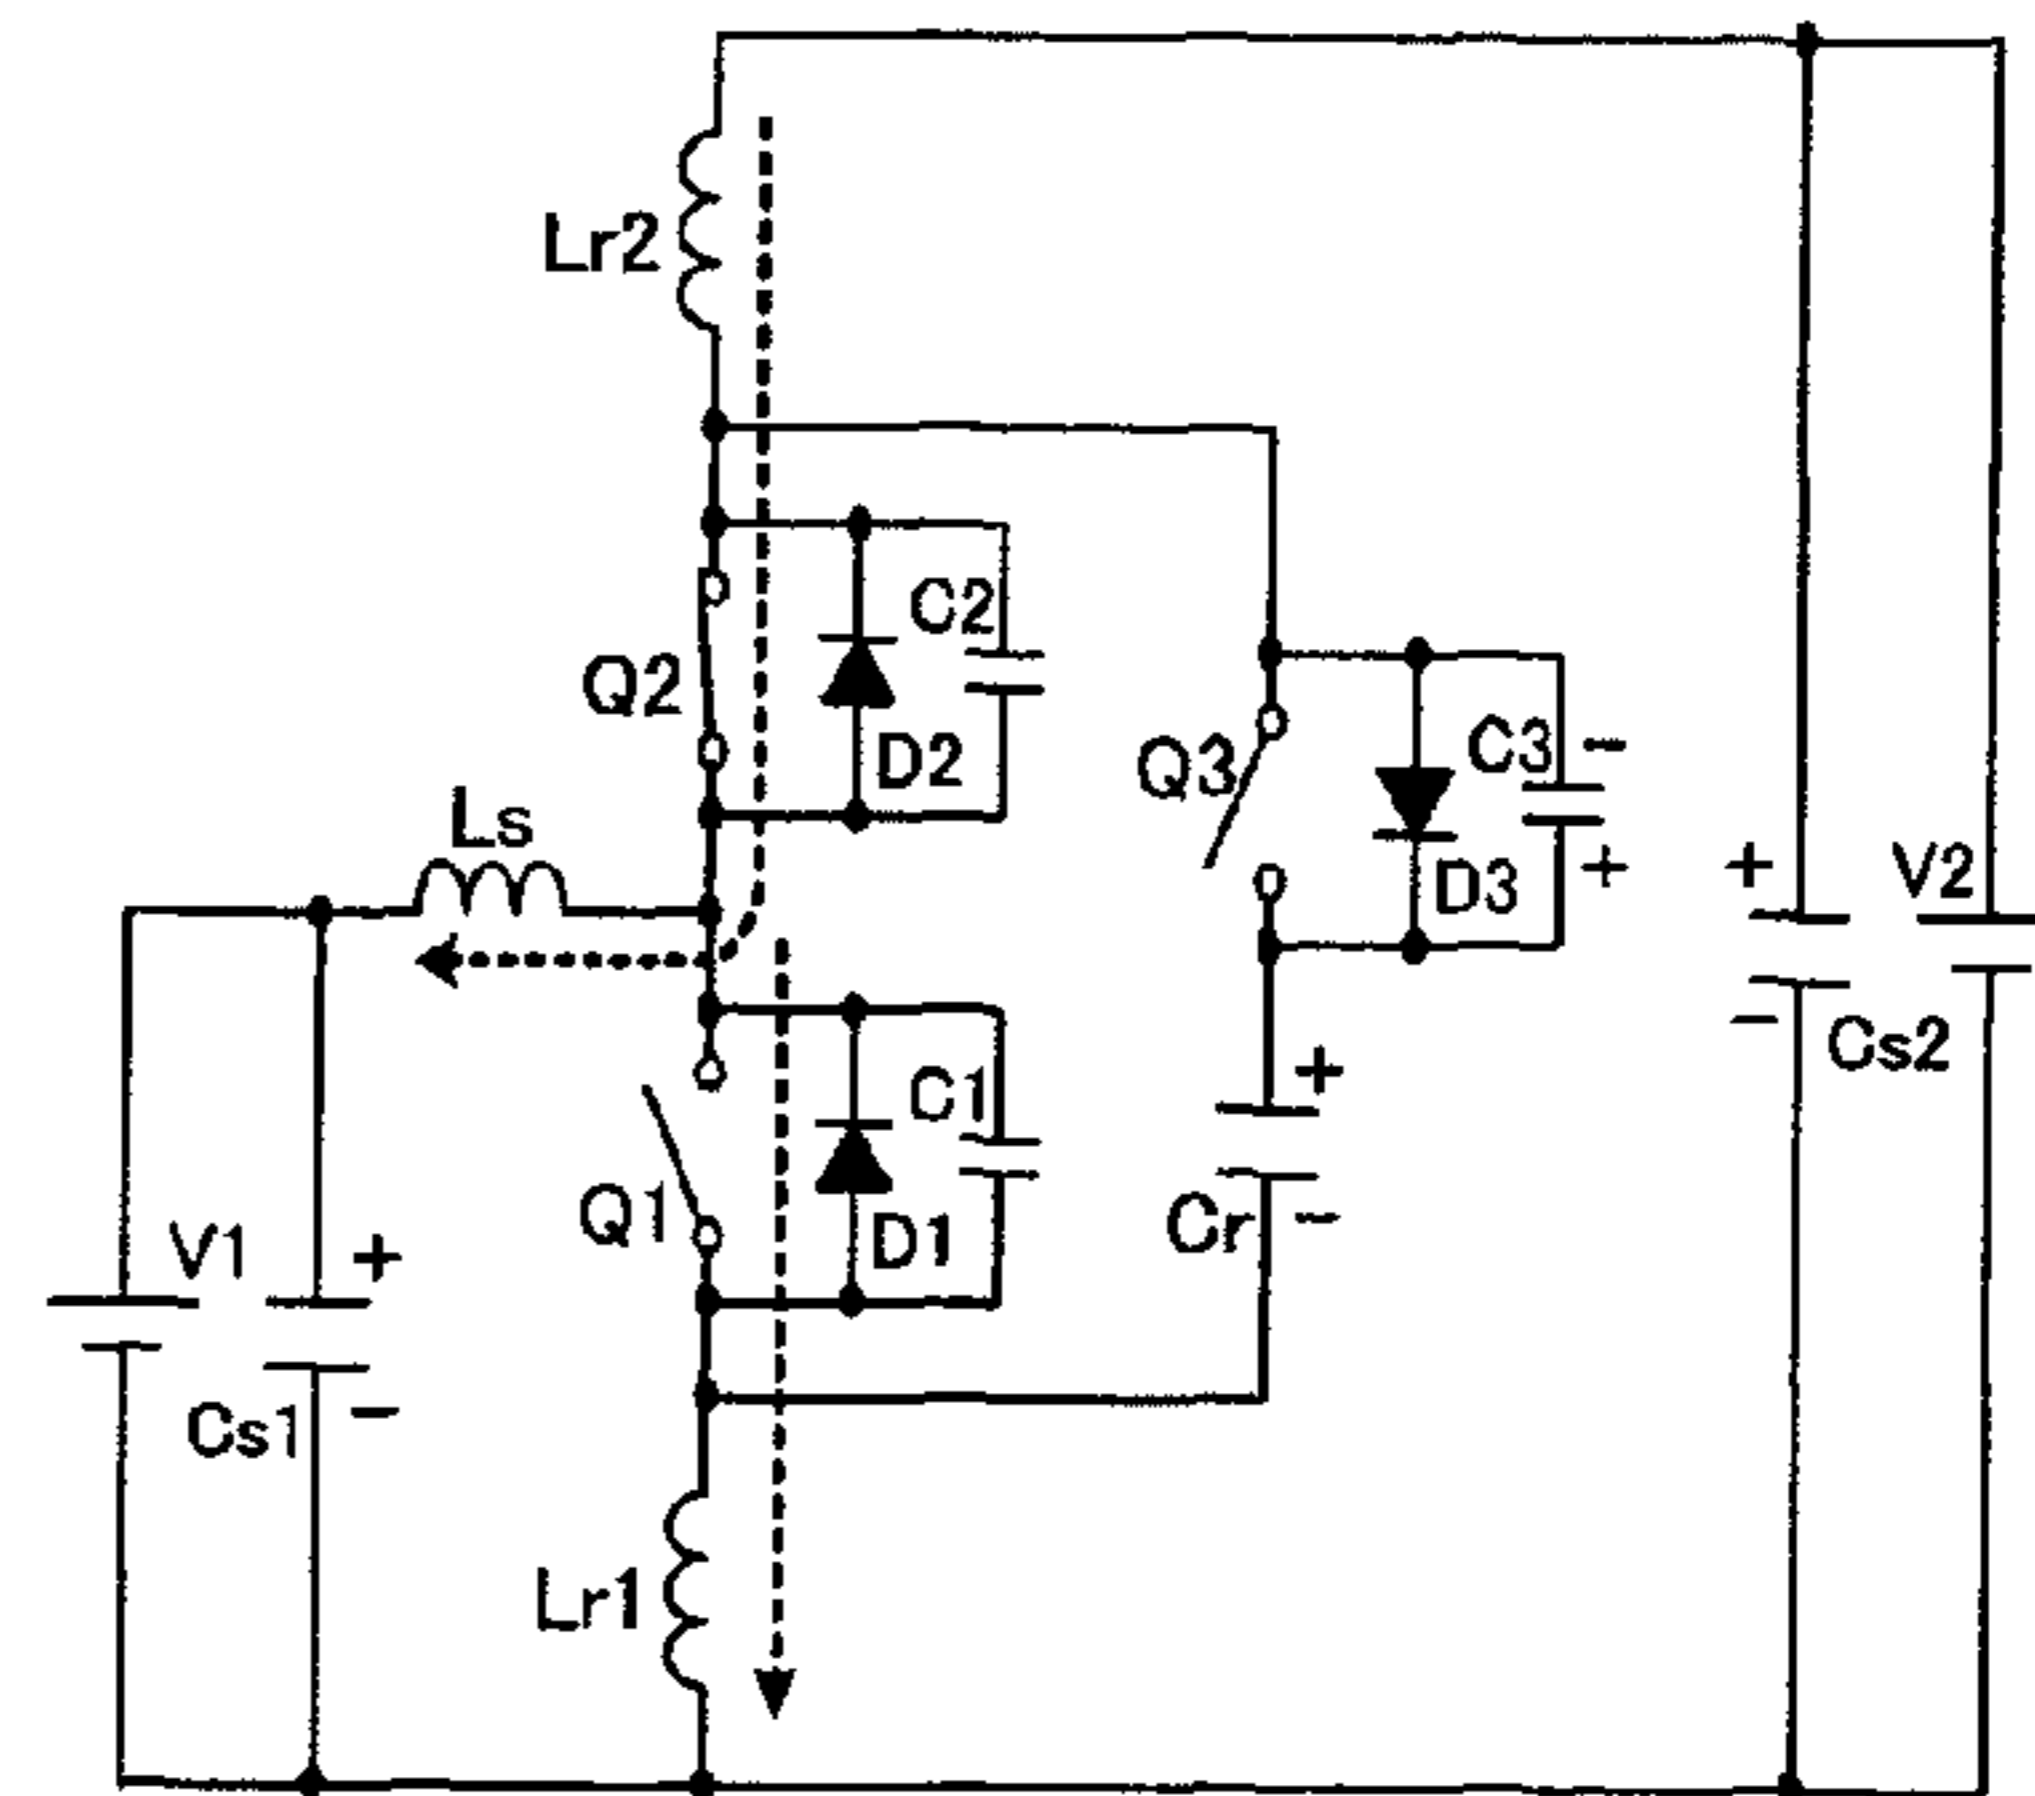 Lr2
C2
Q2
D2
C3 -
Q3
Ls
D3 +
+ V2
- Cs2
+
C1
Q1
D1
Cr -
V1 +
Cs1 -
Lr1